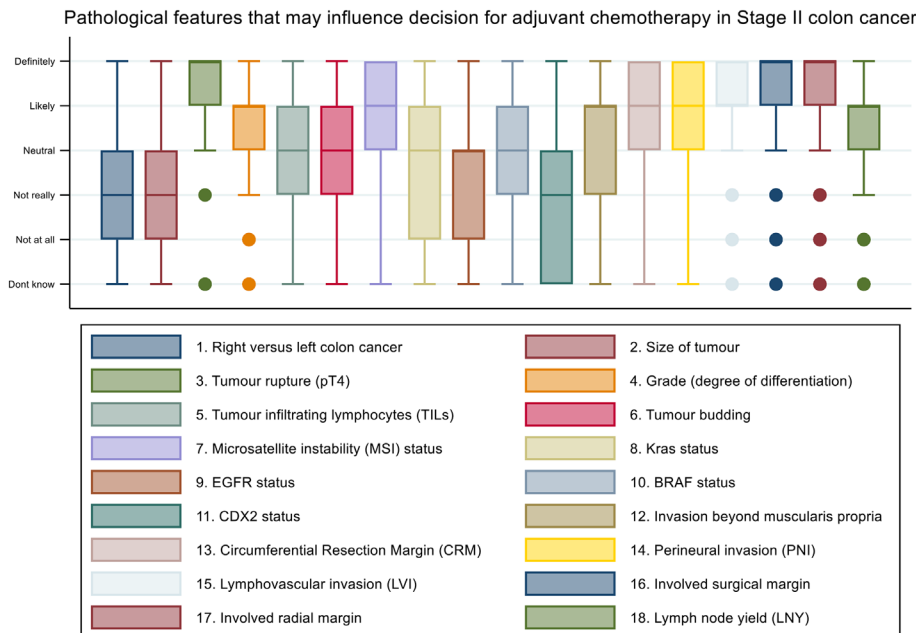 Pathological features that may influence decision for adjuvant chemotherapy in Stage II colon cancer
Definitely
Likely
Neutral
Not really
Not at all
Dont know
1. Right versus left colon cancer
2. Size of tumour
3. Tumour rupture (pT4)
4. Grade (degree of differentiation)
5. Tumour infiltrating lymphocytes (TILs)
6. Tumour budding
7. Microsatellite instability (MSI) status
8. Kras status
9. EGFR status
10. BRAF status
11. CDX2 status
12. Invasion beyond muscularis propria
13. Circumferential Resection Margin (CRM)
14. Perineural invasion (PNI)
15. Lymphovascular invasion (LVI)
16. Involved surgical margin
17. Involved radial margin
18. Lymph node yield (LNY)